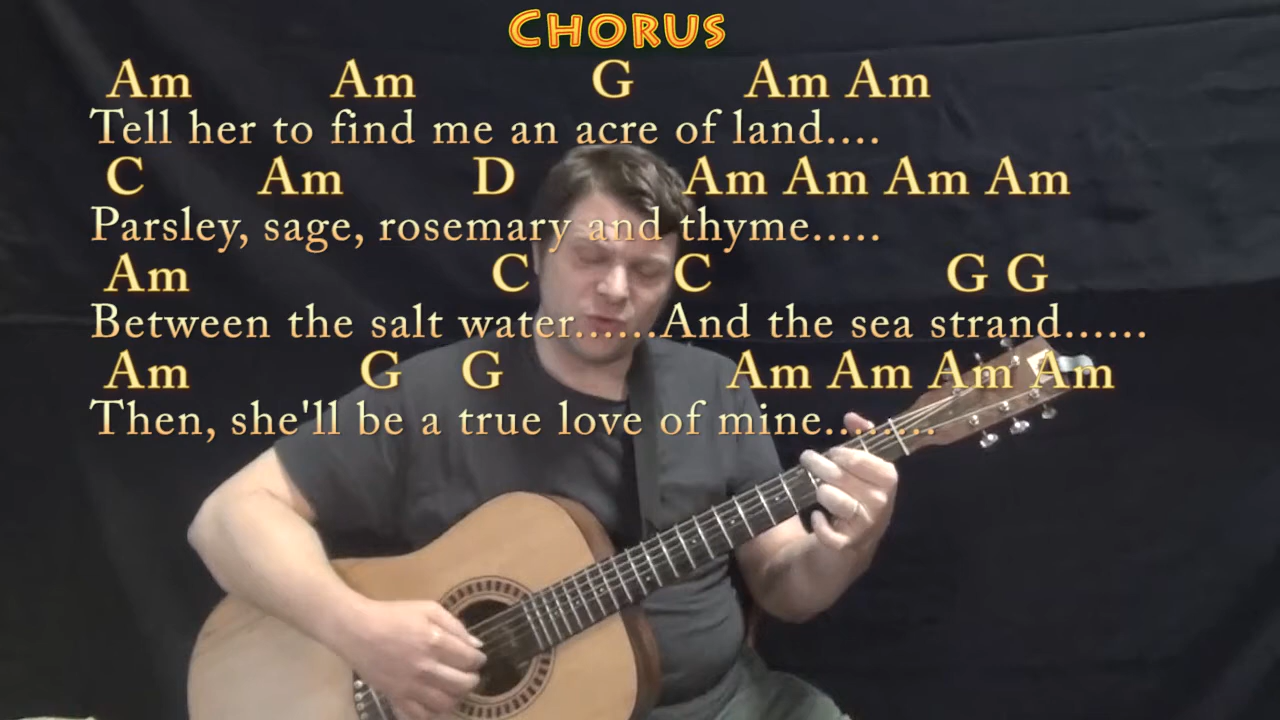 CHORUS
Am Am G Am Am
Tell her to find me an acre of land....
C Am D Am Am Am Am
Parsley, sage, rosemary and thyme.....
Am C C G G
Between the salt water......And the sea strand......
Am G G Am Am Am Am
Then, she'll be a true love of mine........